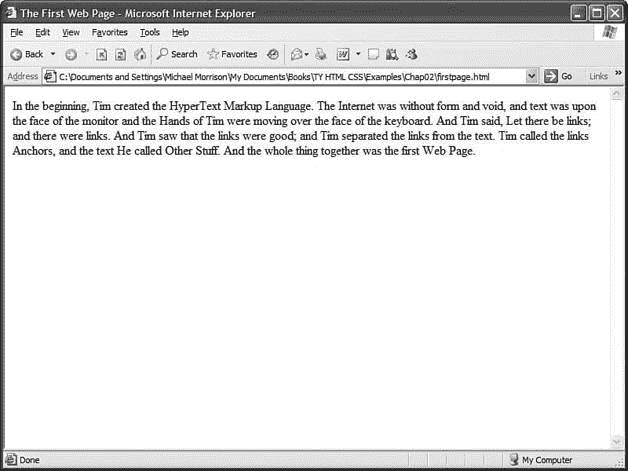 The First Web Page - Microsoft Internet Explorer
File Edit View Favorites Tools Help
Back Search Favorites
Address C:\Documents and Settings\Michael Morrison\My Documents\Books\TY HTML CSS\Examples\Chap02\firstpage.html Go Links »
In the beginning, Tim created the HyperText Markup Language. The Internet was without form and void, and text was upon
the face of the monitor and the Hands of Tim were moving over the face of the keyboard. And Tim said, Let there be links;
and there were links. And Tim saw that the links were good; and Tim separated the links from the text. Tim called the links
Anchors, and the text He called Other Stuff. And the whole thing together was the first Web Page.
Done My Computer